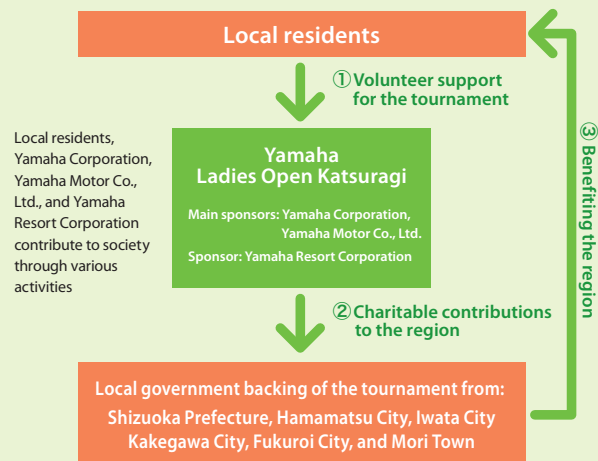 Local residents
①Volunteer support
for the tournament
Local residents,
Yamaha Corporation,
Yamaha Motor Co.,
Ltd., and Yamaha
Resort Corporation
contribute to society
through various
activities
Yamaha
Ladies Open Katsuragi
Main sponsors: Yamaha Corporation,
Yamaha Motor Co., Ltd.
Sponsor: Yamaha Resort Corporation
③Benefiting the region
②Charitable contributions
to the region
Local government backing of the tournament from:
Shizuoka Prefecture, Hamamatsu City, Iwata City
Kakegawa City, Fukuroi City, and Mori Town